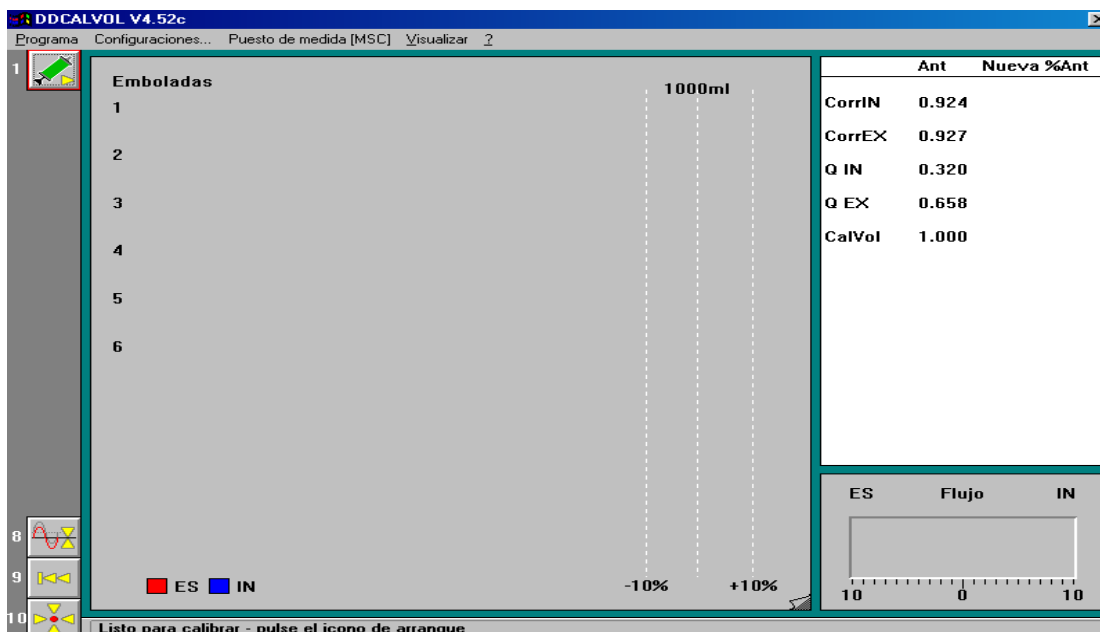 DDCALVOL V4.52c
Programa Configuraciones... Puesto de medida [MSC] Visualizar ?
1
Emboladas
1000ml
1
2
3
4
5
6
ES IN
-10% +10%
Ant Nueva %Ant
CorrIN 0.924
CorrEX 0.927
Q IN 0.320
Q EX 0.658
CalVol 1.000
ES Flujo IN
10 0 10
8
9
10
Listo para calibrar - pulse el icono de arranque